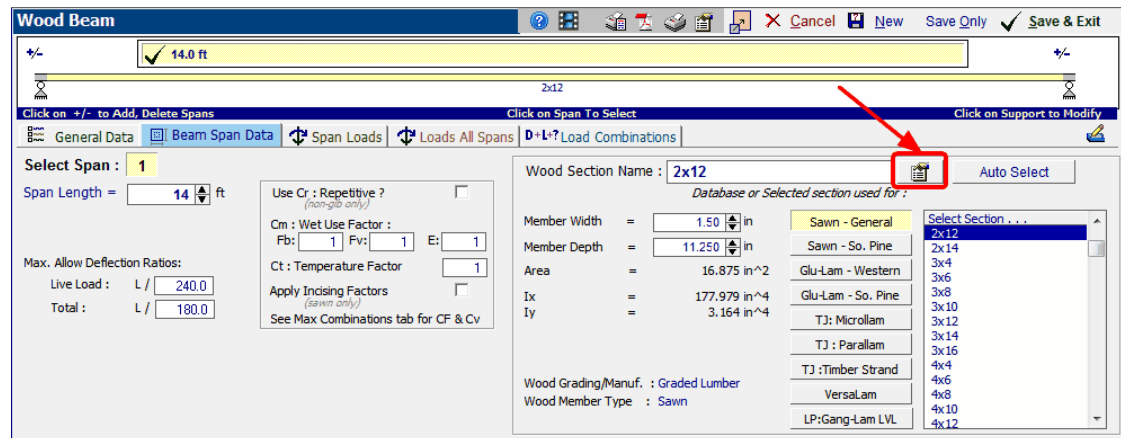 Wood Beam
Cancel New Save Only Save & Exit
+/- 14.0 ft +/-
2x12
Click on +/- to Add, Delete Spans Click on Span To Select Click on Support to Modify
General Data Beam Span Data Span Loads Loads All Spans D+L+? Load Combinations
Select Span : 1
Span Length = 14 ft
Max. Allow Deflection Ratios:
Live Load : L / 240.0
Total : L / 180.0
Use Cr : Repetitive ?
(non-glb only)
Cm : Wet Use Factor :
Fb: 1 Fv: 1 E: 1
Ct : Temperature Factor 1
Apply Incising Factors
(sawn only)
See Max Combinations tab for CF & Cv
Wood Section Name : 2x12 Auto Select
Database or Selected section used for :
Member Width = 1.50 in
Member Depth = 11.250 in
Area = 16.875 in^2
Ix = 177.979 in^4
Iy = 3.164 in^4
Wood Grading/Manuf. : Graded Lumber
Wood Member Type : Sawn
Sawn - General
Sawn - So. Pine
Glu-Lam - Western
Glu-Lam - So. Pine
TJ: Microllam
TJ : Parallam
TJ :Timber Strand
VersaLam
LP:Gang-Lam LVL
Select Section . . .
2x12
2x14
3x4
3x6
3x8
3x10
3x12
3x14
3x16
4x4
4x6
4x8
4x10
4x12